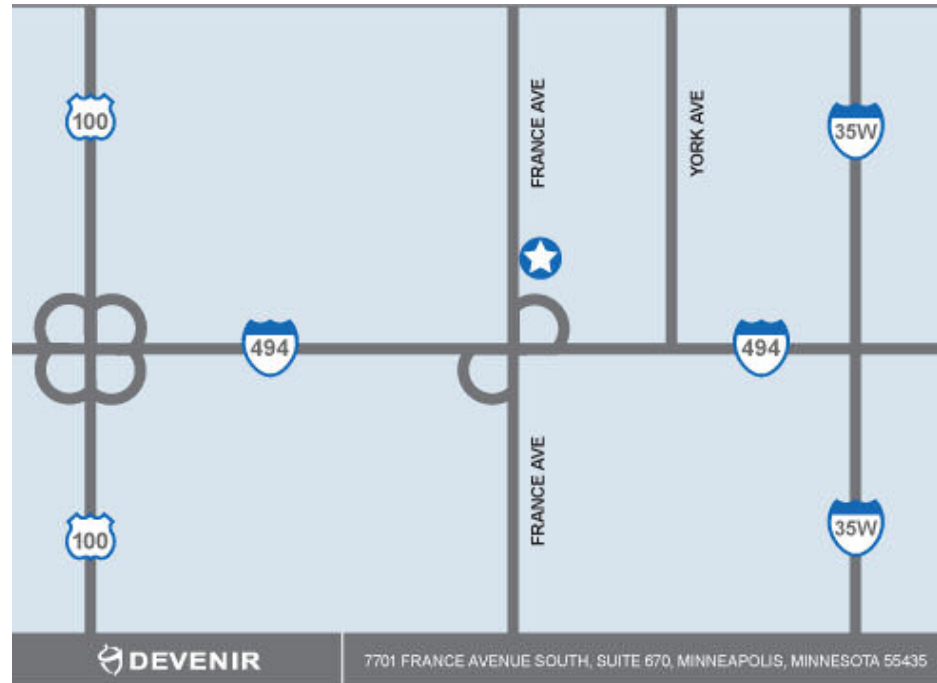 100
FRANCE AVE
YORK AVE
35W
494
494
FRANCE AVE
100
35W
DEVENIR
7701 FRANCE AVENUE SOUTH, SUITE 670, MINNEAPOLIS, MINNESOTA 55435